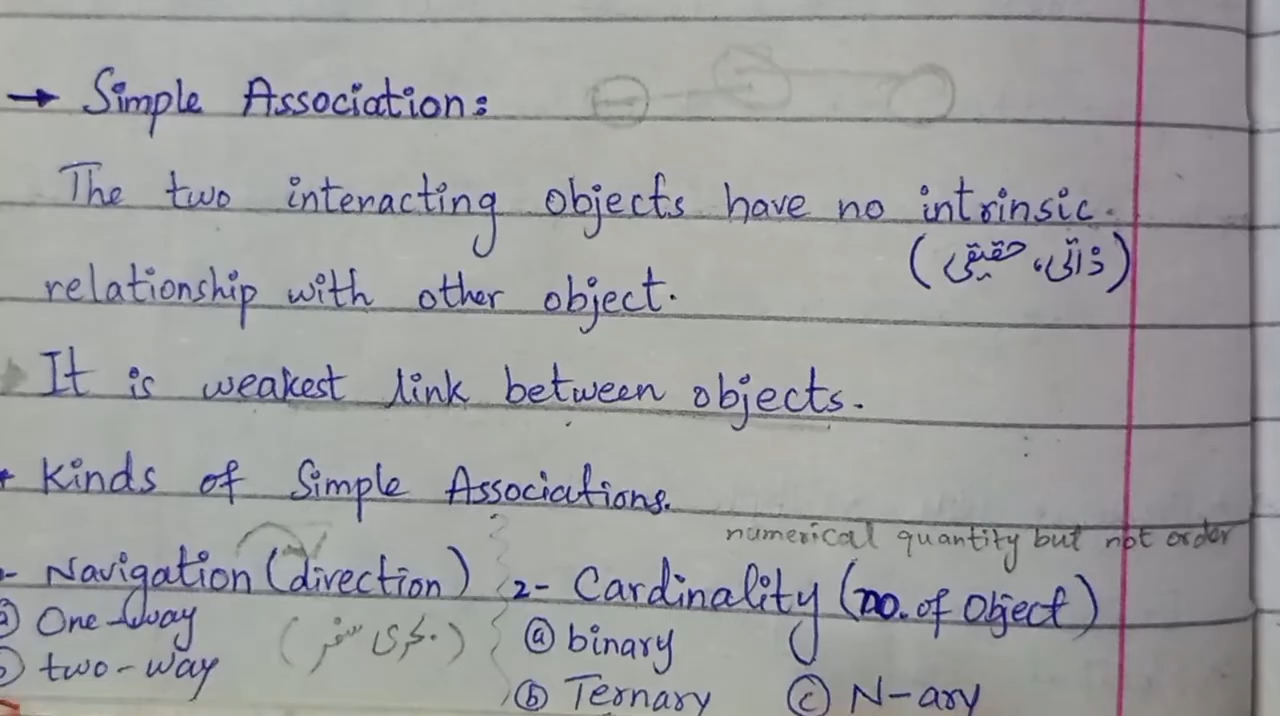 → Simple Association:
The two interacting objects have no intrinsic.
(ذاتی، حقیقی)
relationship with other object.
It is weakest link between objects.
Kinds of Simple Associations.
numerical quantity but not order
- Navigation (direction) 2- Cardinality (no. of Object)
ⓐ One-way (بحری سفر) ⓐ binary
ⓑ two-way ⓑ Ternary ⓒ N-ary